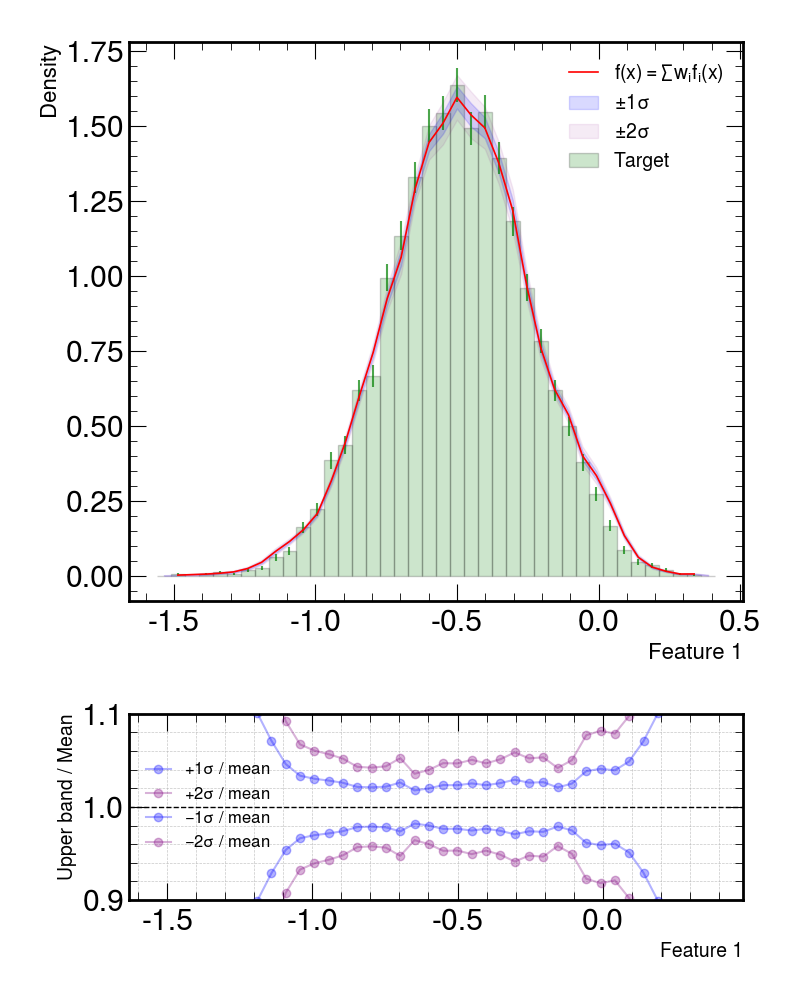 Density
1.75
1.50
1.25
1.00
0.75
0.50
0.25
0.00
f(x) = ∑wᵢfᵢ(x)
±1σ
±2σ
Target
-1.5 -1.0 -0.5 0.0 0.5
Feature 1
Upper band / Mean
1.1
1.0
0.9
+1σ / mean
+2σ / mean
−1σ / mean
−2σ / mean
-1.5 -1.0 -0.5 0.0
Feature 1